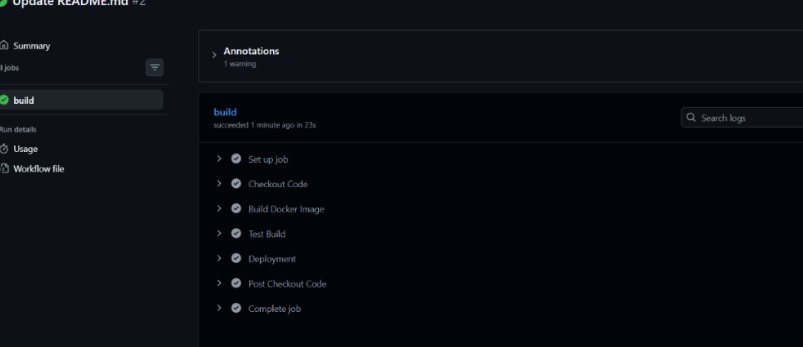 Update README.md #2
Summary
jobs
build
Run details
Usage
Workflow file
Annotations
1 warning
build
succeeded 1 minute ago in 23s
Search logs
Set up job
Checkout Code
Build Docker Image
Test Build
Deployment
Post Checkout Code
Complete job